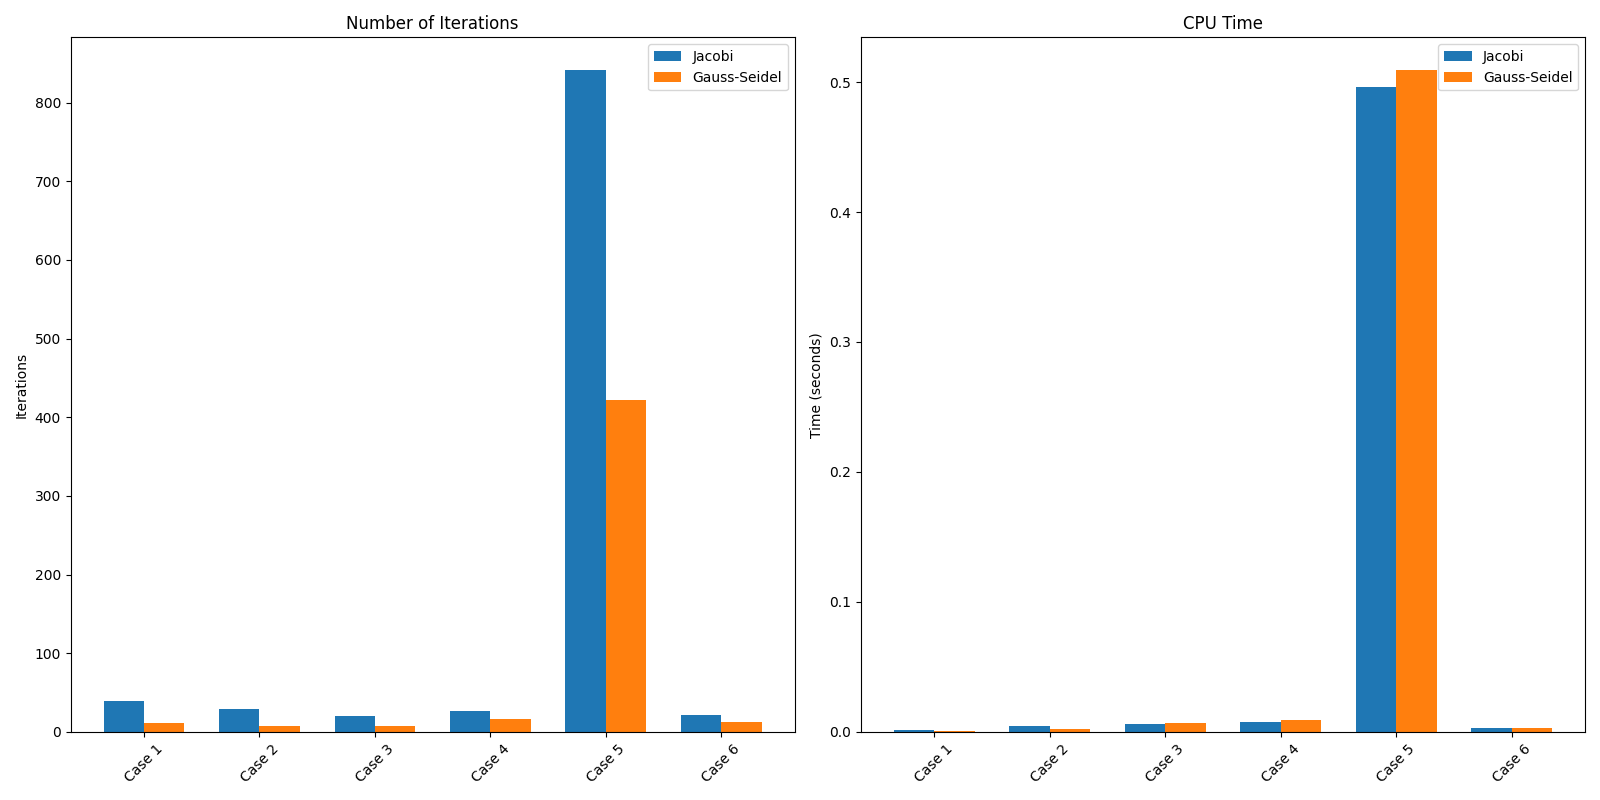 Number of Iterations
Jacobi
Gauss-Seidel
800
700
600
500
400
300
200
100
0
Iterations
Case 1
Case 2
Case 3
Case 4
Case 5
Case 6
CPU Time
Jacobi
Gauss-Seidel
0.5
0.4
0.3
0.2
0.1
0.0
Time (seconds)
Case 1
Case 2
Case 3
Case 4
Case 5
Case 6